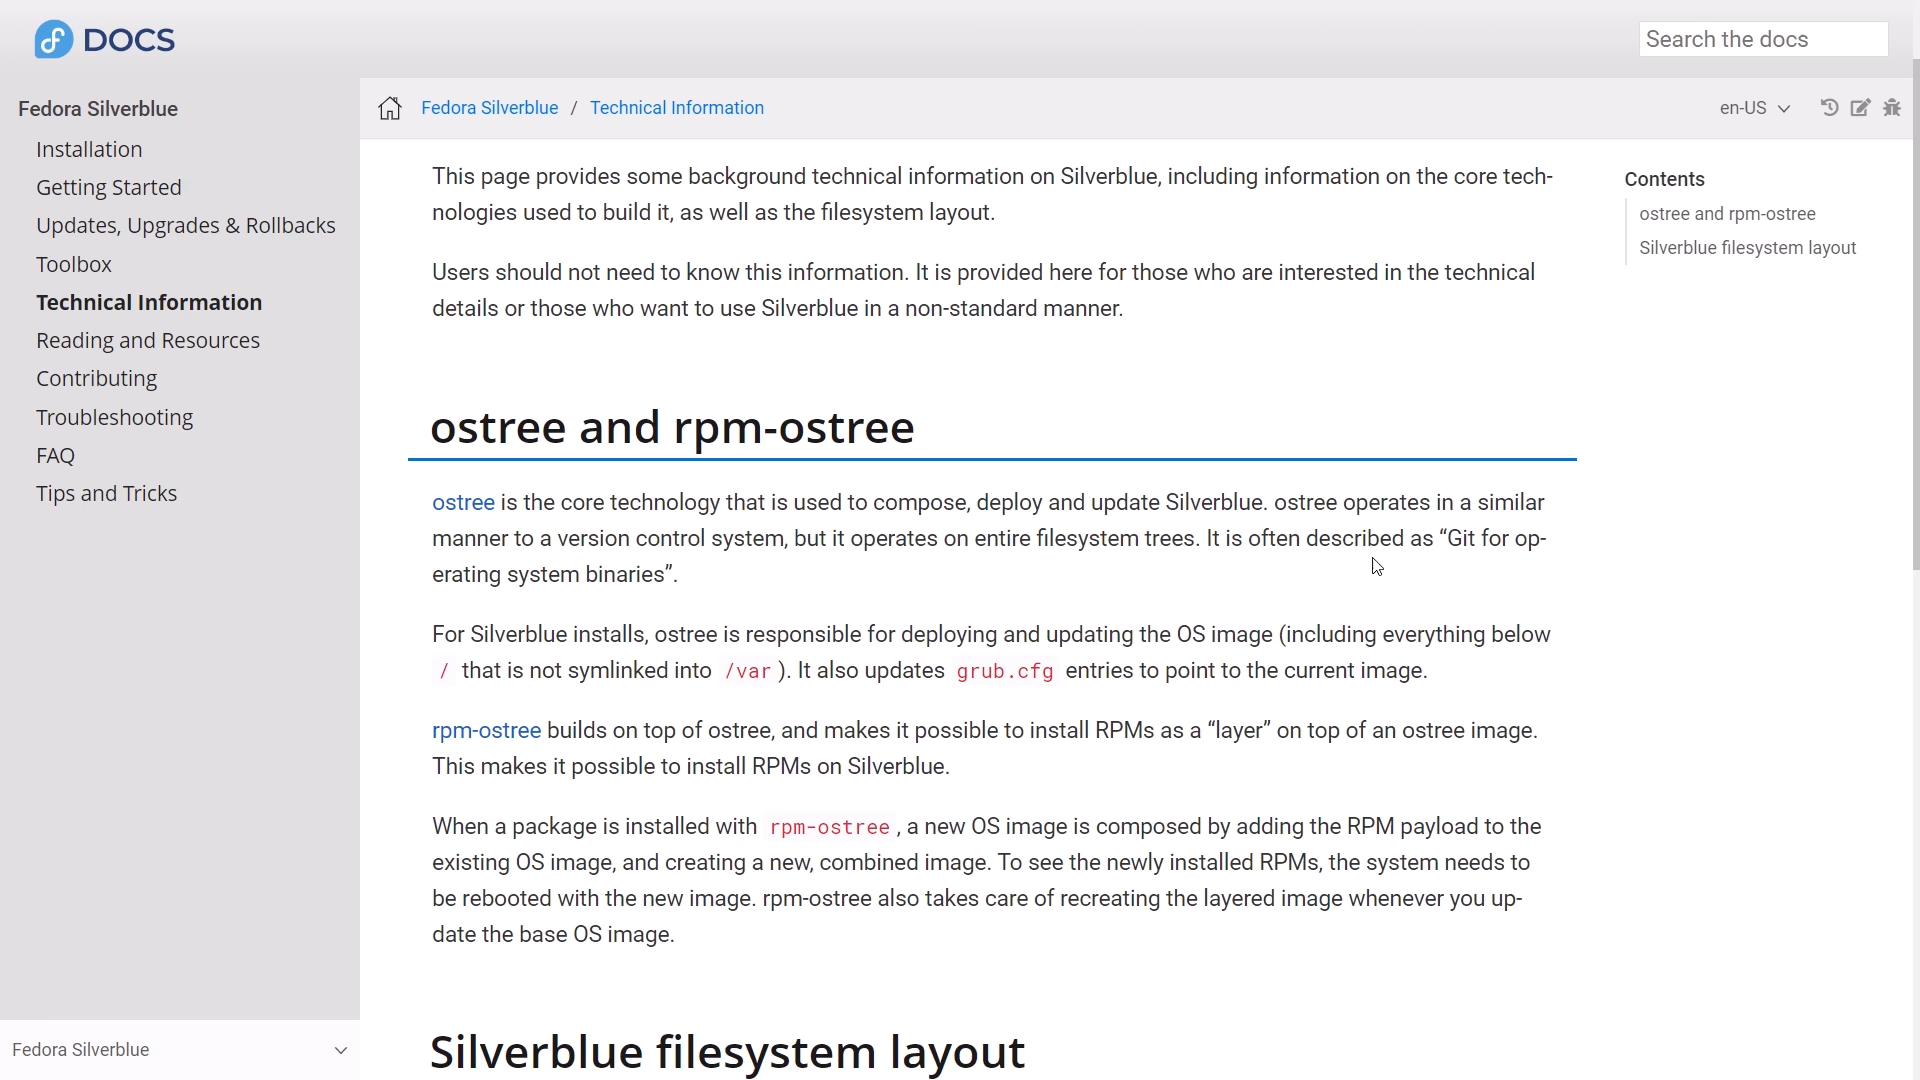 DOCS
Search the docs
Fedora Silverblue
Installation
Getting Started
Updates, Upgrades & Rollbacks
Toolbox
Technical Information
Reading and Resources
Contributing
Troubleshooting
FAQ
Tips and Tricks
Fedora Silverblue
Fedora Silverblue / Technical Information
en-US
This page provides some background technical information on Silverblue, including information on the core tech-
nologies used to build it, as well as the filesystem layout.
Users should not need to know this information. It is provided here for those who are interested in the technical
details or those who want to use Silverblue in a non-standard manner.
ostree and rpm-ostree
ostree is the core technology that is used to compose, deploy and update Silverblue. ostree operates in a similar
manner to a version control system, but it operates on entire filesystem trees. It is often described as “Git for op-
erating system binaries”.
For Silverblue installs, ostree is responsible for deploying and updating the OS image (including everything below
/ that is not symlinked into /var ). It also updates grub.cfg entries to point to the current image.
rpm-ostree builds on top of ostree, and makes it possible to install RPMs as a “layer” on top of an ostree image.
This makes it possible to install RPMs on Silverblue.
When a package is installed with rpm-ostree , a new OS image is composed by adding the RPM payload to the
existing OS image, and creating a new, combined image. To see the newly installed RPMs, the system needs to
be rebooted with the new image. rpm-ostree also takes care of recreating the layered image whenever you up-
date the base OS image.
Silverblue filesystem layout
Contents
ostree and rpm-ostree
Silverblue filesystem layout